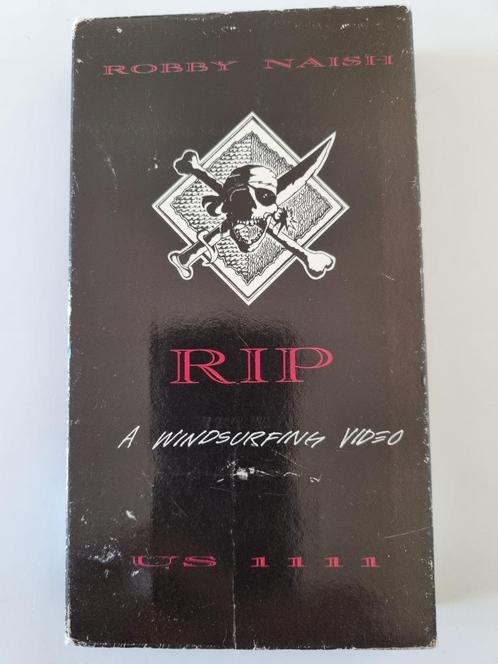 ROBBY NAISH
RIP
A WINDSURFING VIDEO
US 1111